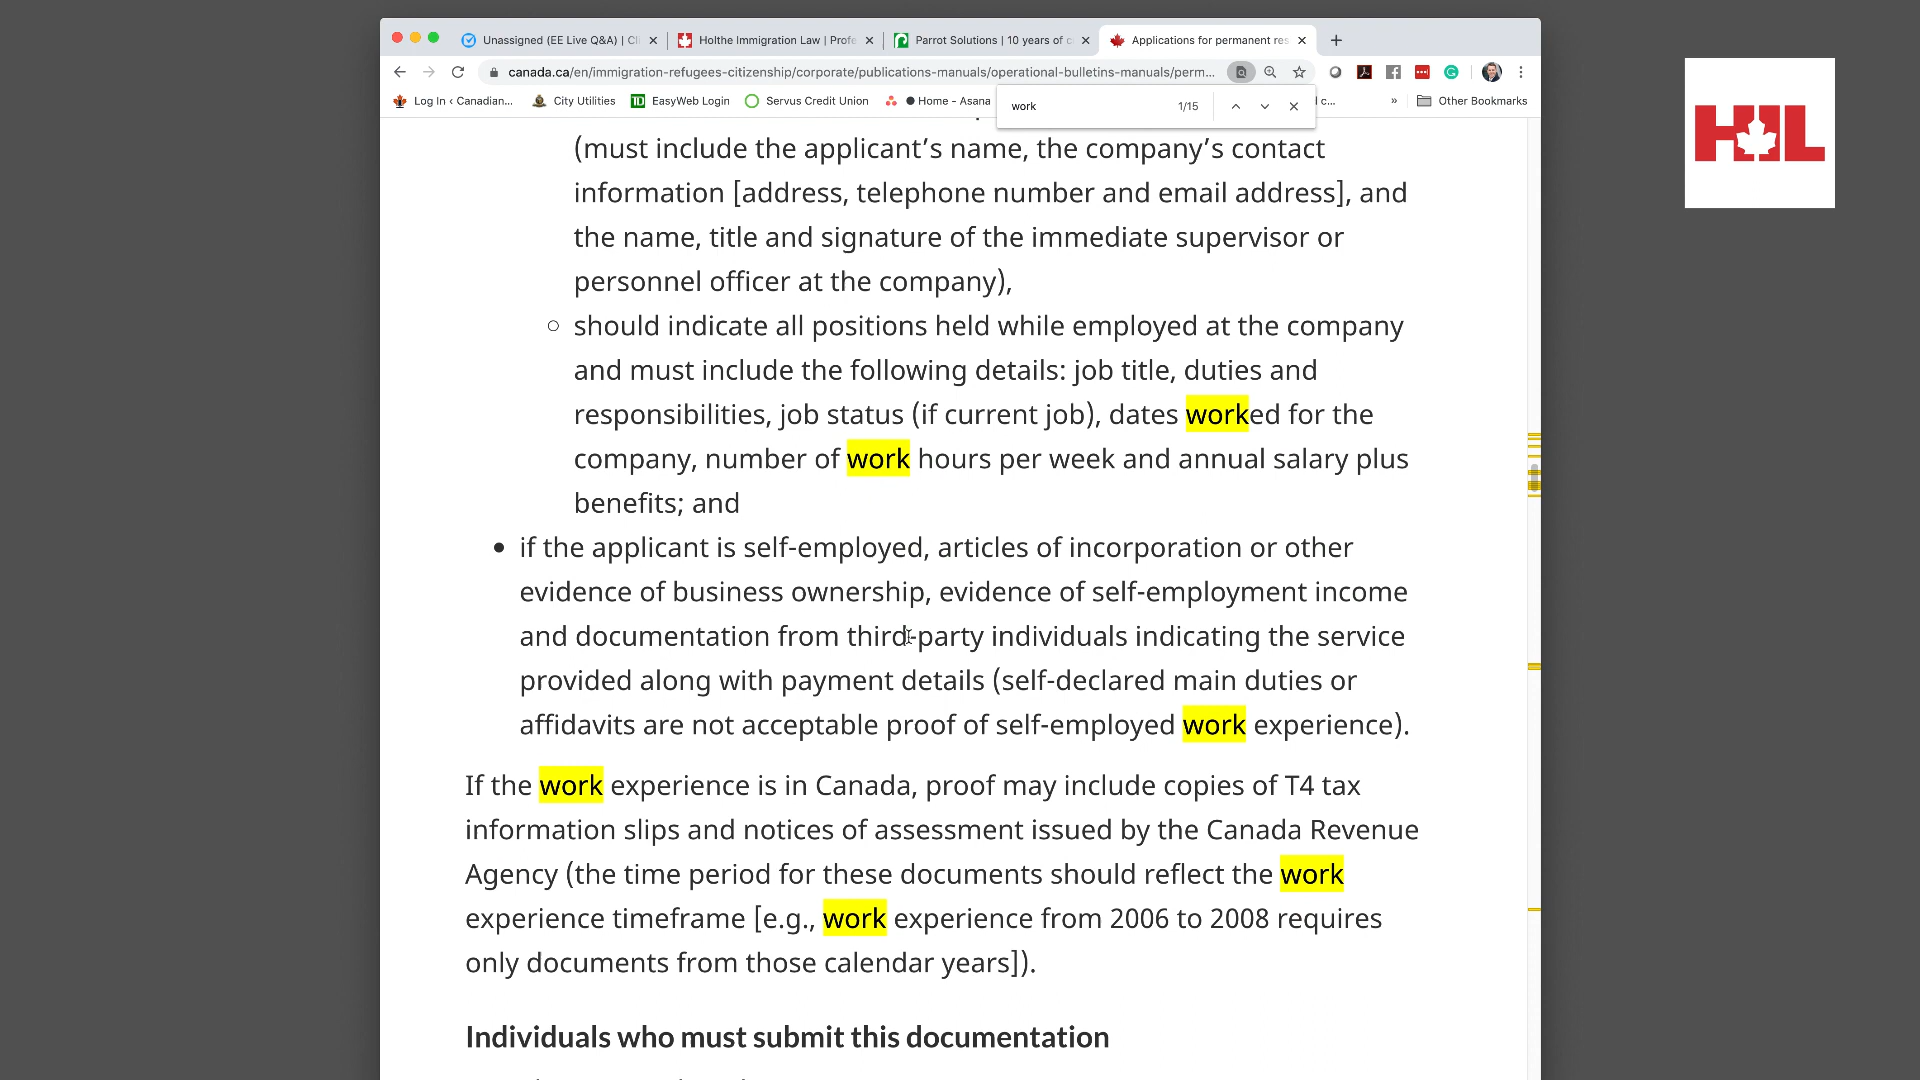 Unassigned (EE Live Q&A) | Cli
Holthe Immigration Law | Profe
Parrot Solutions | 10 years of c
Applications for permanent res
canada.ca/en/immigration-refugees-citizenship/corporate/publications-manuals/operational-bulletins-manuals/perm...
Log In ‹ Canadian...
City Utilities
TD EasyWeb Login
Servus Credit Union
Home – Asana
c...
»
Other Bookmarks
work
1/15
HL
(must include the applicant’s name, the company’s contact
information [address, telephone number and email address], and
the name, title and signature of the immediate supervisor or
personnel officer at the company),
should indicate all positions held while employed at the company
and must include the following details: job title, duties and
responsibilities, job status (if current job), dates worked for the
company, number of work hours per week and annual salary plus
benefits; and
if the applicant is self-employed, articles of incorporation or other
evidence of business ownership, evidence of self-employment income
and documentation from third-party individuals indicating the service
provided along with payment details (self-declared main duties or
affidavits are not acceptable proof of self-employed work experience).
If the work experience is in Canada, proof may include copies of T4 tax
information slips and notices of assessment issued by the Canada Revenue
Agency (the time period for these documents should reflect the work
experience timeframe [e.g., work experience from 2006 to 2008 requires
only documents from those calendar years]).
Individuals who must submit this documentation